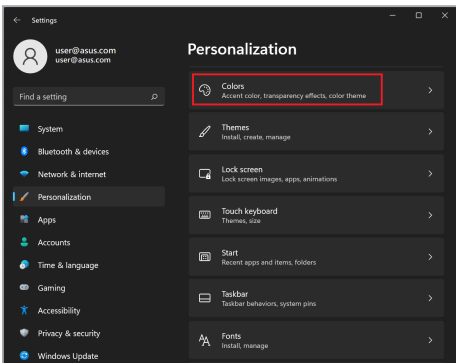 Settings
user@asus.com
user@asus.com
Find a setting
System
Bluetooth & devices
Network & internet
Personalization
Apps
Accounts
Time & language
Gaming
Accessibility
Privacy & security
Windows Update
Personalization
Colors
Accent color, transparency effects, color theme
Themes
Install, create, manage
Lock screen
Lock screen images, apps, animations
Touch keyboard
Themes, size
Start
Recent apps and items, folders
Taskbar
Taskbar behaviors, system pins
Fonts
Install, manage